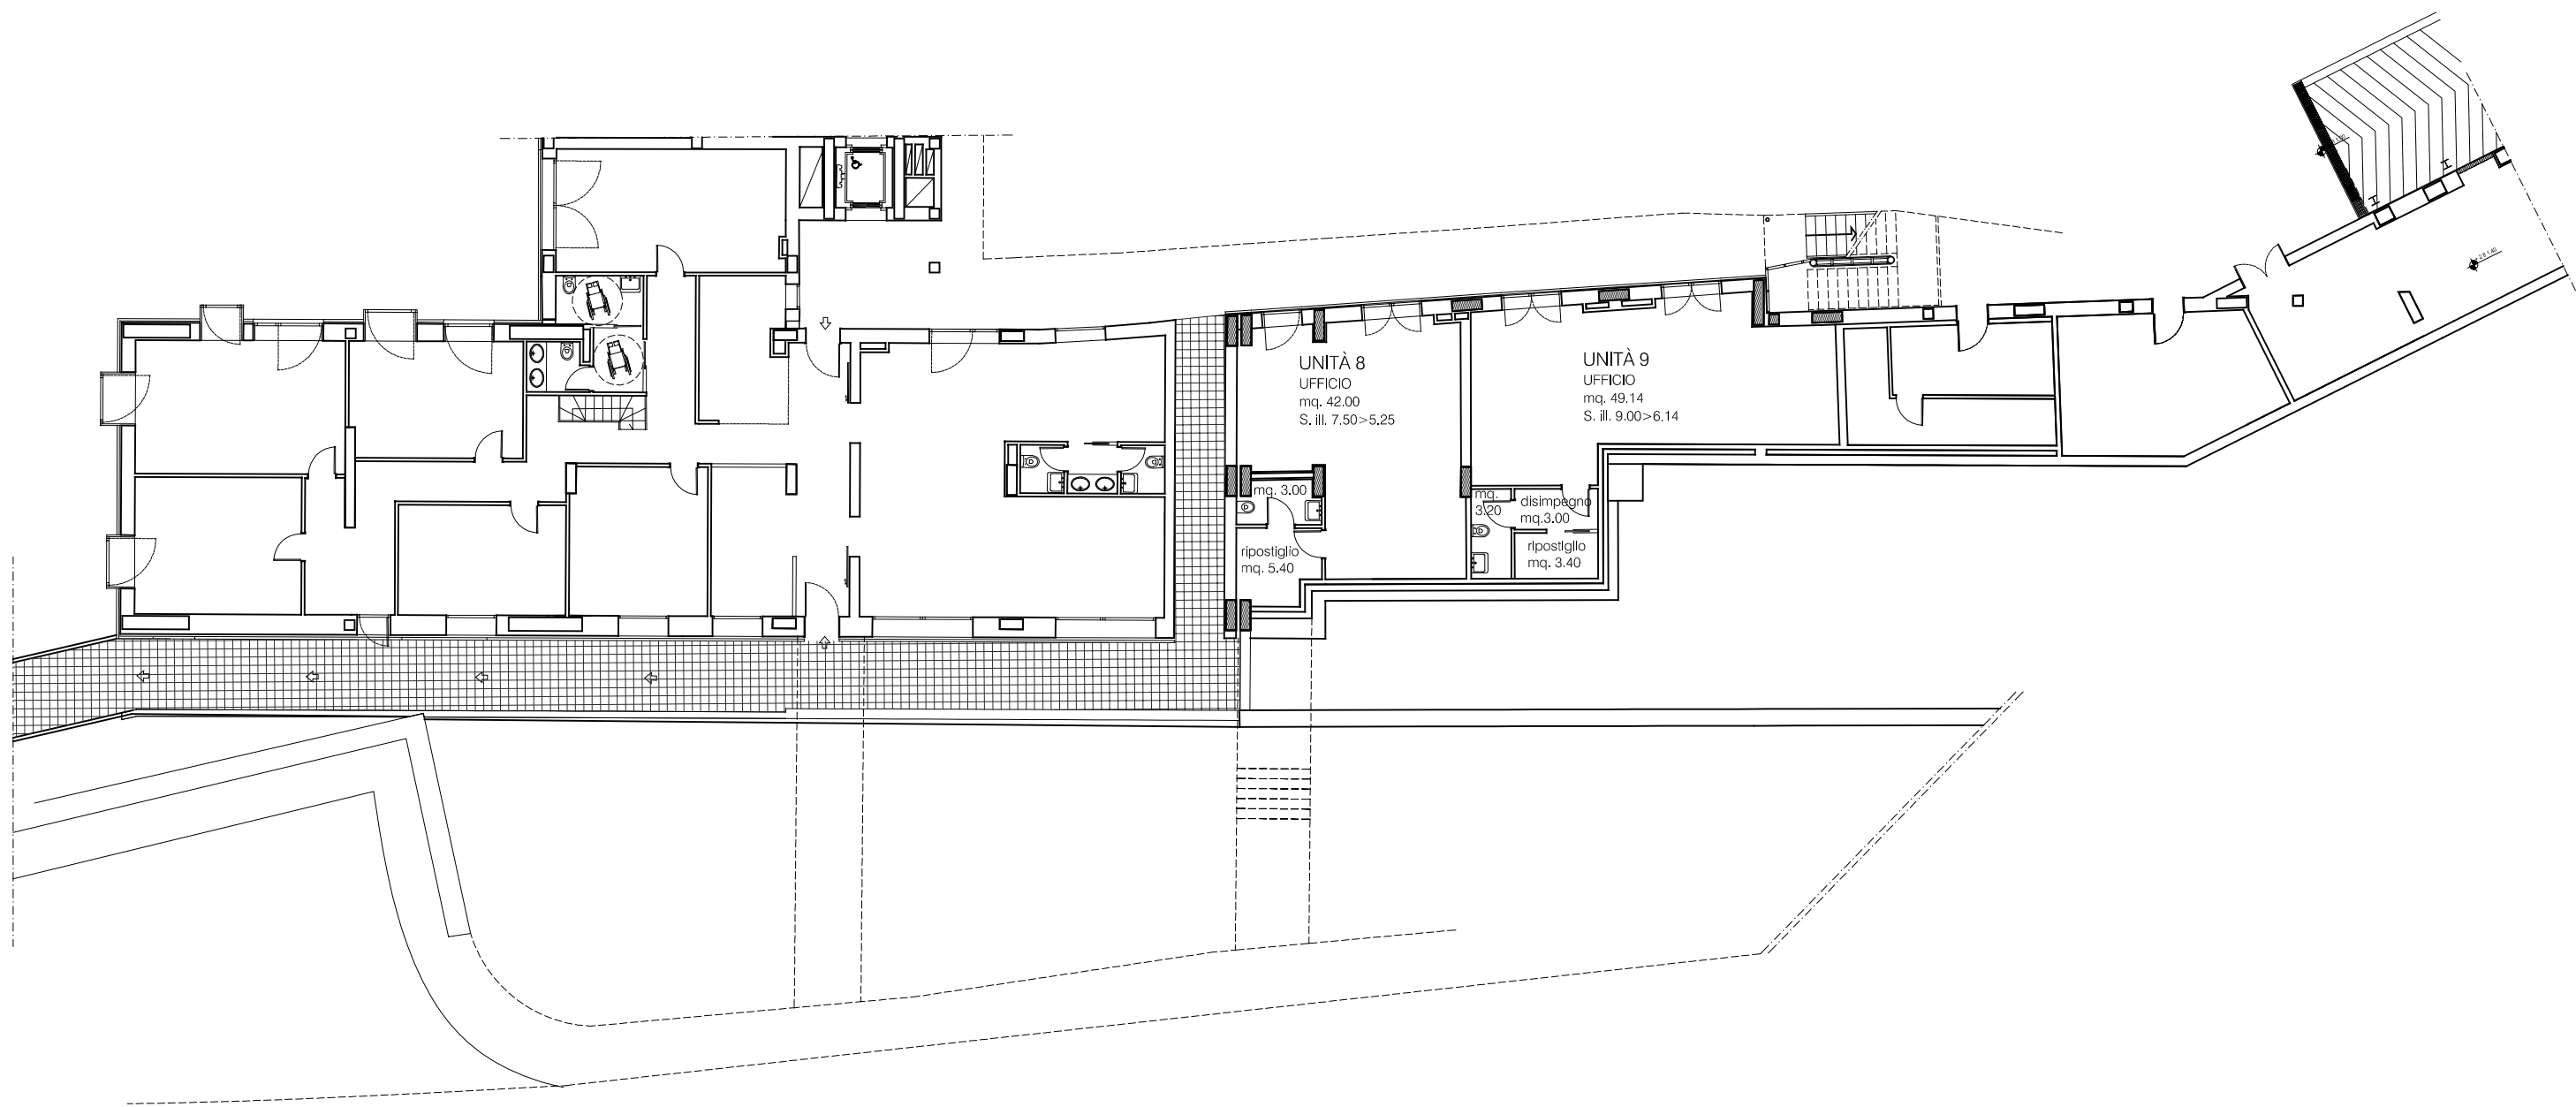 UNITÀ 8
UFFICIO
mq. 42.00
S. ill. 7.50>5.25
UNITÀ 9
UFFICIO
mq. 49.14
S. ill. 9.00>6.14
mq. 3.00
ripostiglio
mq. 5.40
mq.
3.20
disimpegno
mq.3.00
ripostiglio
mq. 3.40